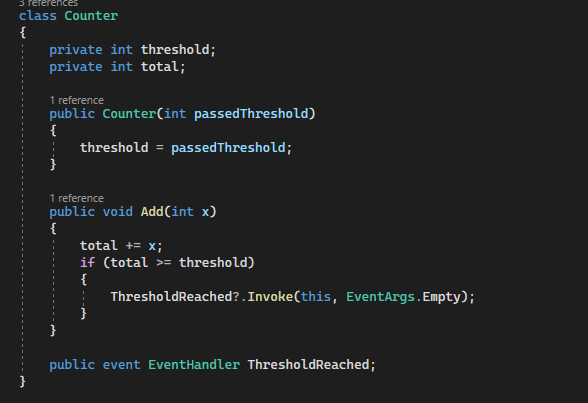 3 references
class Counter
{
    private int threshold;
    private int total;
    1 reference
    public Counter(int passedThreshold)
    {
        threshold = passedThreshold;
    }
    1 reference
    public void Add(int x)
    {
        total += x;
        if (total >= threshold)
        {
            ThresholdReached?.Invoke(this, EventArgs.Empty);
        }
    }
    public event EventHandler ThresholdReached;
}